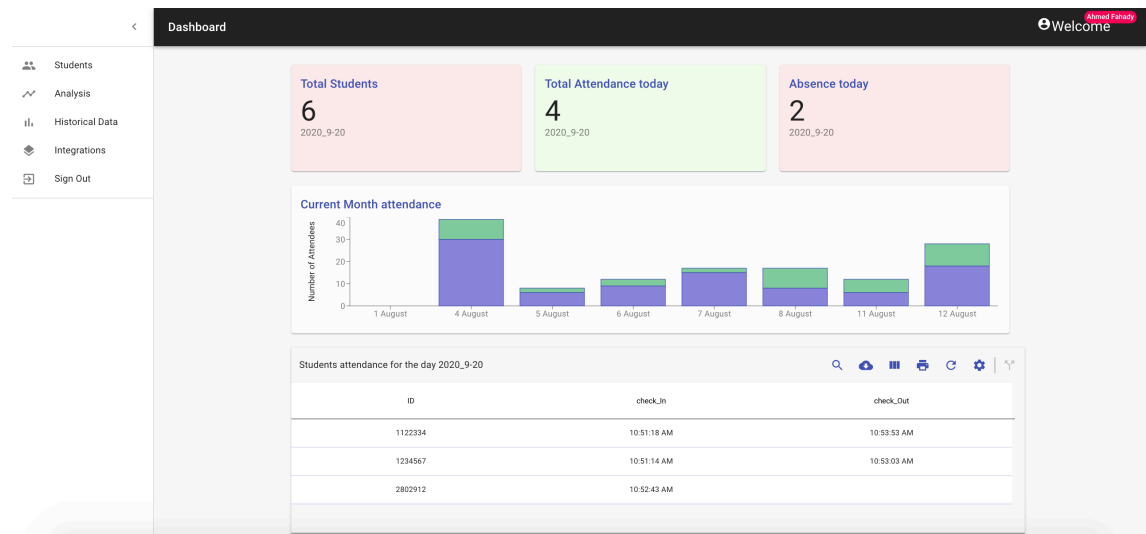 Dashboard
Welcome
Ahmed Fahady
Students
Analysis
Historical Data
Integrations
Sign Out
Total Students
6
2020_9-20
Total Attendance today
4
2020_9-20
Absence today
2
2020_9-20
Current Month attendance
Number of Attendees
40
30
20
10
0
1 August 4 August 5 August 6 August 7 August 8 August 11 August 12 August
Students attendance for the day 2020_9-20
ID check_In check_Out
1122334 10:51:18 AM 10:53:53 AM
1234567 10:51:14 AM 10:53:03 AM
2802912 10:52:43 AM